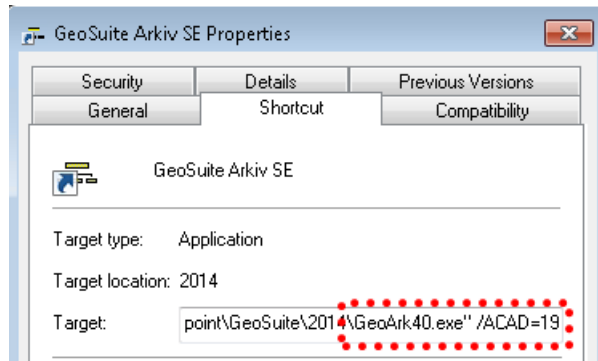 GeoSuite Arkiv SE Properties
Security Details Previous Versions
General Shortcut Compatibility
GeoSuite Arkiv SE
Target type: Application
Target location: 2014
Target: point\GeoSuite\2014\GeoArk40.exe" /ACAD=19